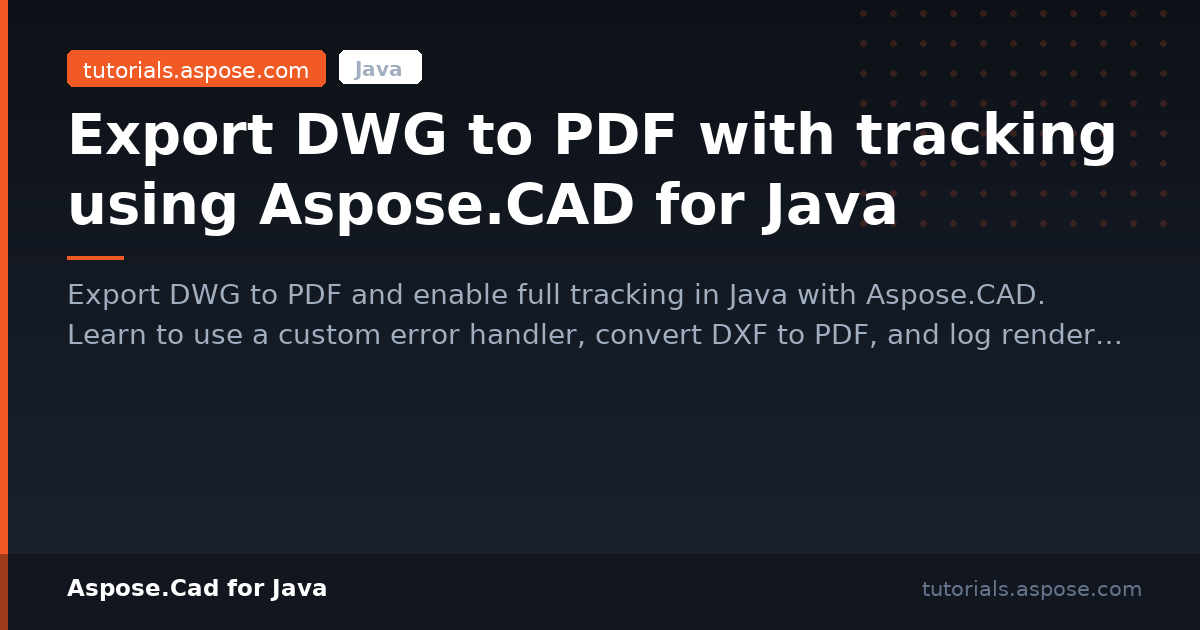 tutorials.aspose.com
Java
Export DWG to PDF with tracking
using Aspose.CAD for Java
Export DWG to PDF and enable full tracking in Java with Aspose.CAD.
Learn to use a custom error handler, convert DXF to PDF, and log render…
Aspose.Cad for Java
tutorials.aspose.com